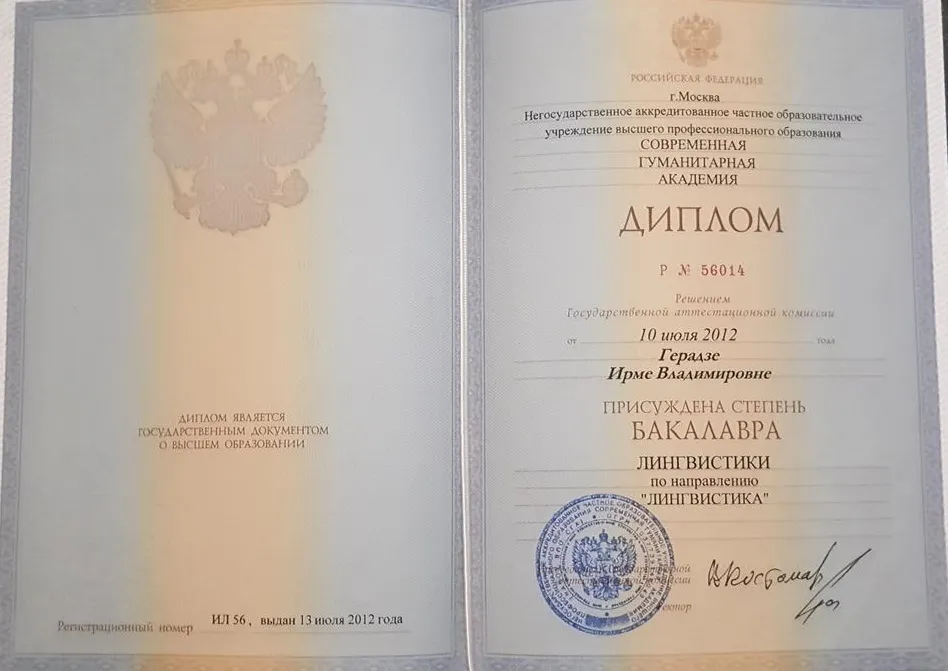 ДИПЛОМ ЯВЛЯЕТСЯ
ГОСУДАРСТВЕННЫМ ДОКУМЕНТОМ
О ВЫСШЕМ ОБРАЗОВАНИИ
Регистрационный номер ИЛ 56, выдан 13 июля 2012 года
РОССИЙСКАЯ ФЕДЕРАЦИЯ
г.Москва
Негосударственное аккредитованное частное образовательное
учреждение высшего профессионального образования
СОВРЕМЕННАЯ
ГУМАНИТАРНАЯ
АКАДЕМИЯ
ДИПЛОМ
Р № 56014
Решением
Государственной аттестационной комиссии
от 10 июля 2012 года
Герадзе
Ирме Владимировне
ПРИСУЖДЕНА СТЕПЕНЬ
БАКАЛАВРА
ЛИНГВИСТИКИ
по направлению
"ЛИНГВИСТИКА"